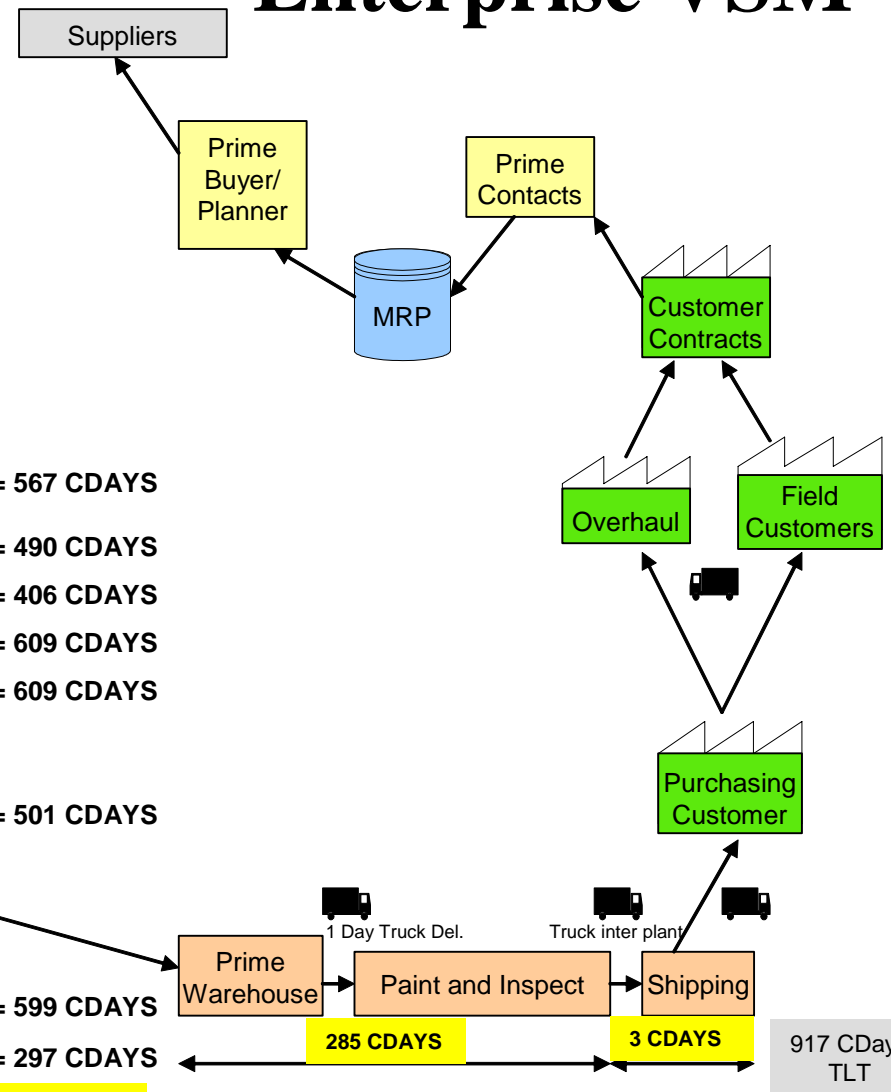 Enterprise VSM
Suppliers
Prime
Buyer/
Planner
Prime
Contacts
MRP
Customer
Contracts
= 567 CDAYS
Overhaul
Field
Customers
= 490 CDAYS
= 406 CDAYS
= 609 CDAYS
= 609 CDAYS
Purchasing
Customer
= 501 CDAYS
1 Day Truck Del.
Truck inter plant
Prime
Warehouse
Paint and Inspect
Shipping
= 599 CDAYS
285 CDAYS
3 CDAYS
= 297 CDAYS
917 CDay
TLT